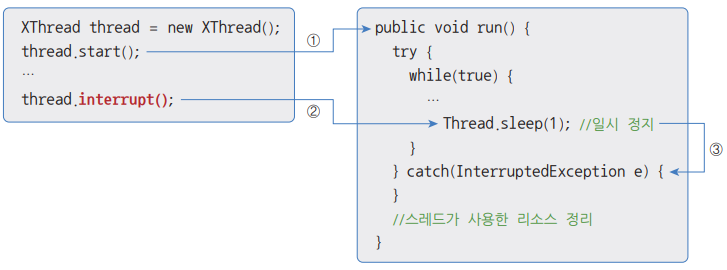 XThread thread = new XThread();
thread.start();
...
thread.interrupt();
①
②
public void run() {
try {
while(true) {
...
Thread.sleep(1); //일시 정지
}
} catch(InterruptedException e) {
}
//스레드가 사용한 리소스 정리
}
③